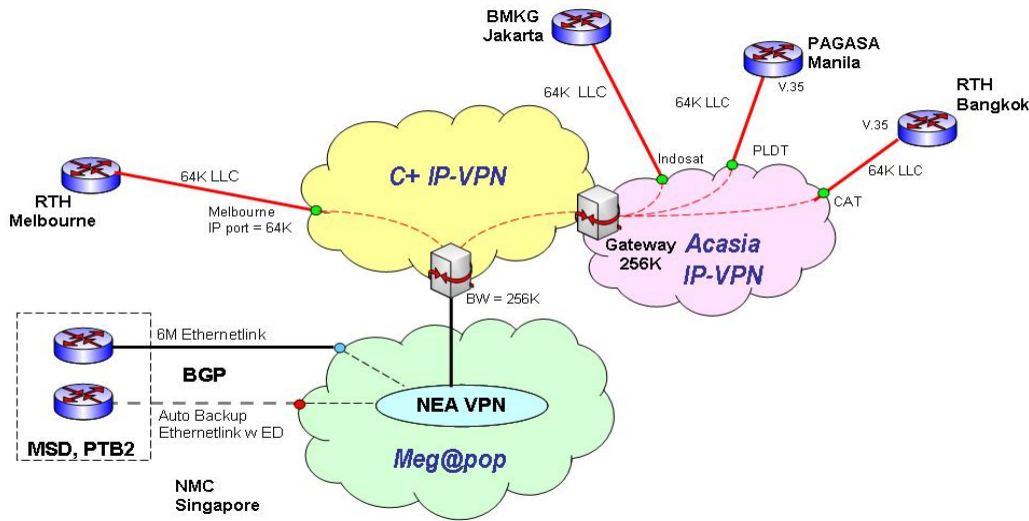 BMKG
Jakarta
PAGASA
Manila
V.35
RTH
Bangkok
V.35
64K LLC
64K LLC
64K LLC
Indosat
PLDT
CAT
C+ IP-VPN
RTH
Melbourne
64K LLC
Melbourne
IP port = 64K
Gateway
256K
Acasia
IP-VPN
BW = 256K
6M Ethernetlink
BGP
Auto Backup
Ethernetlink w ED
MSD, PTB2
NEA VPN
Meg@pop
NMC
Singapore